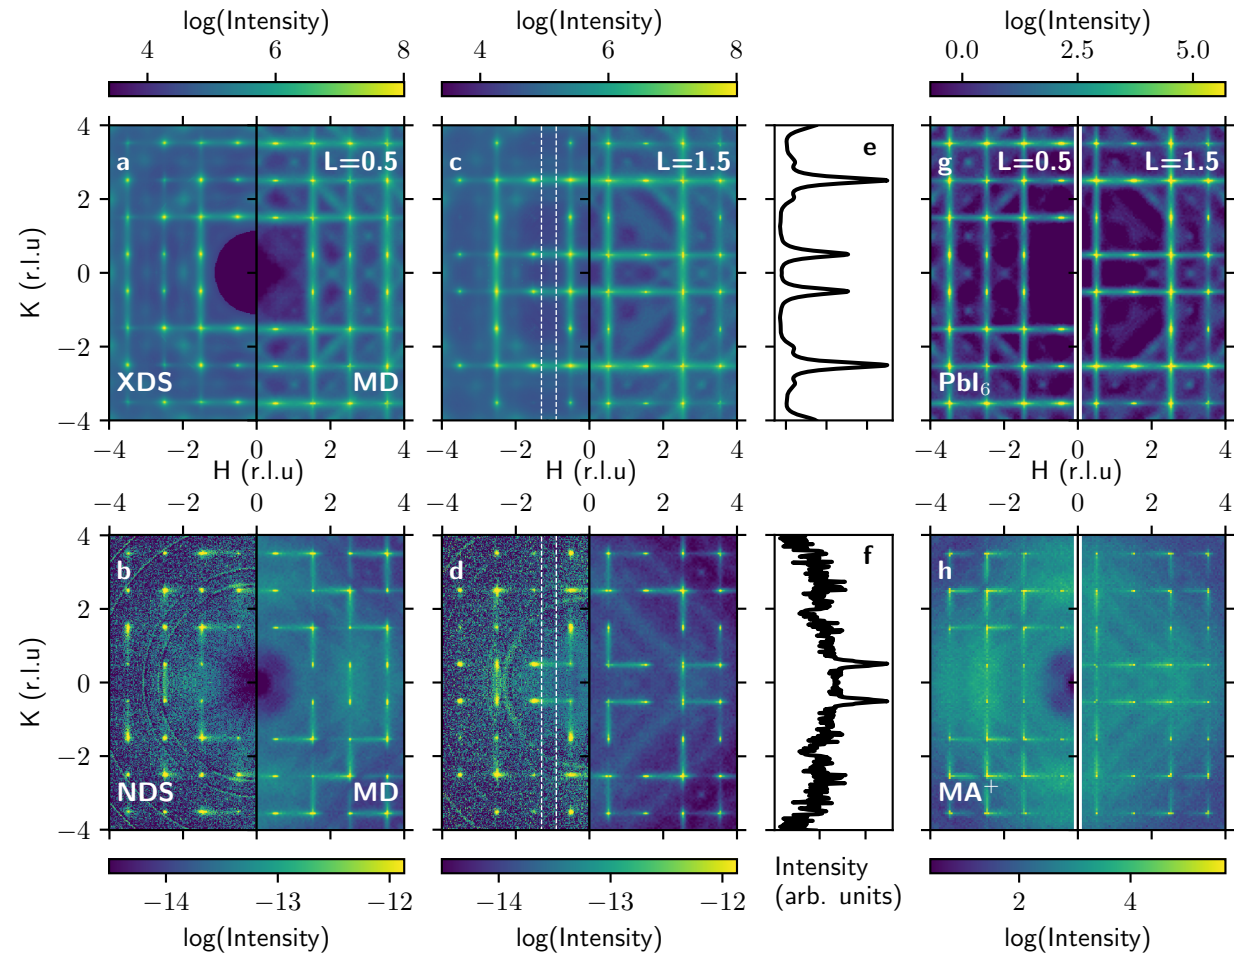 log(Intensity) log(Intensity) log(Intensity)
4 6 8 4 6 8 0.0 2.5 5.0
4 a L=0.5 c L=1.5 e g L=0.5 L=1.5
2
0
−2
XDS MD PbI₆
−4
K (r.l.u)
−4 −2 0 2 4 −4 −2 0 2 4 −4 −2 0 2 4
H (r.l.u) H (r.l.u) H (r.l.u)
−4 −2 0 2 4 −4 −2 0 2 4 −4 −2 0 2 4
4 b d f h
2
0
−2
NDS MD MA⁺
−4
K (r.l.u)
Intensity
(arb. units)
−14 −13 −12 −14 −13 −12 2 4
log(Intensity) log(Intensity) log(Intensity)